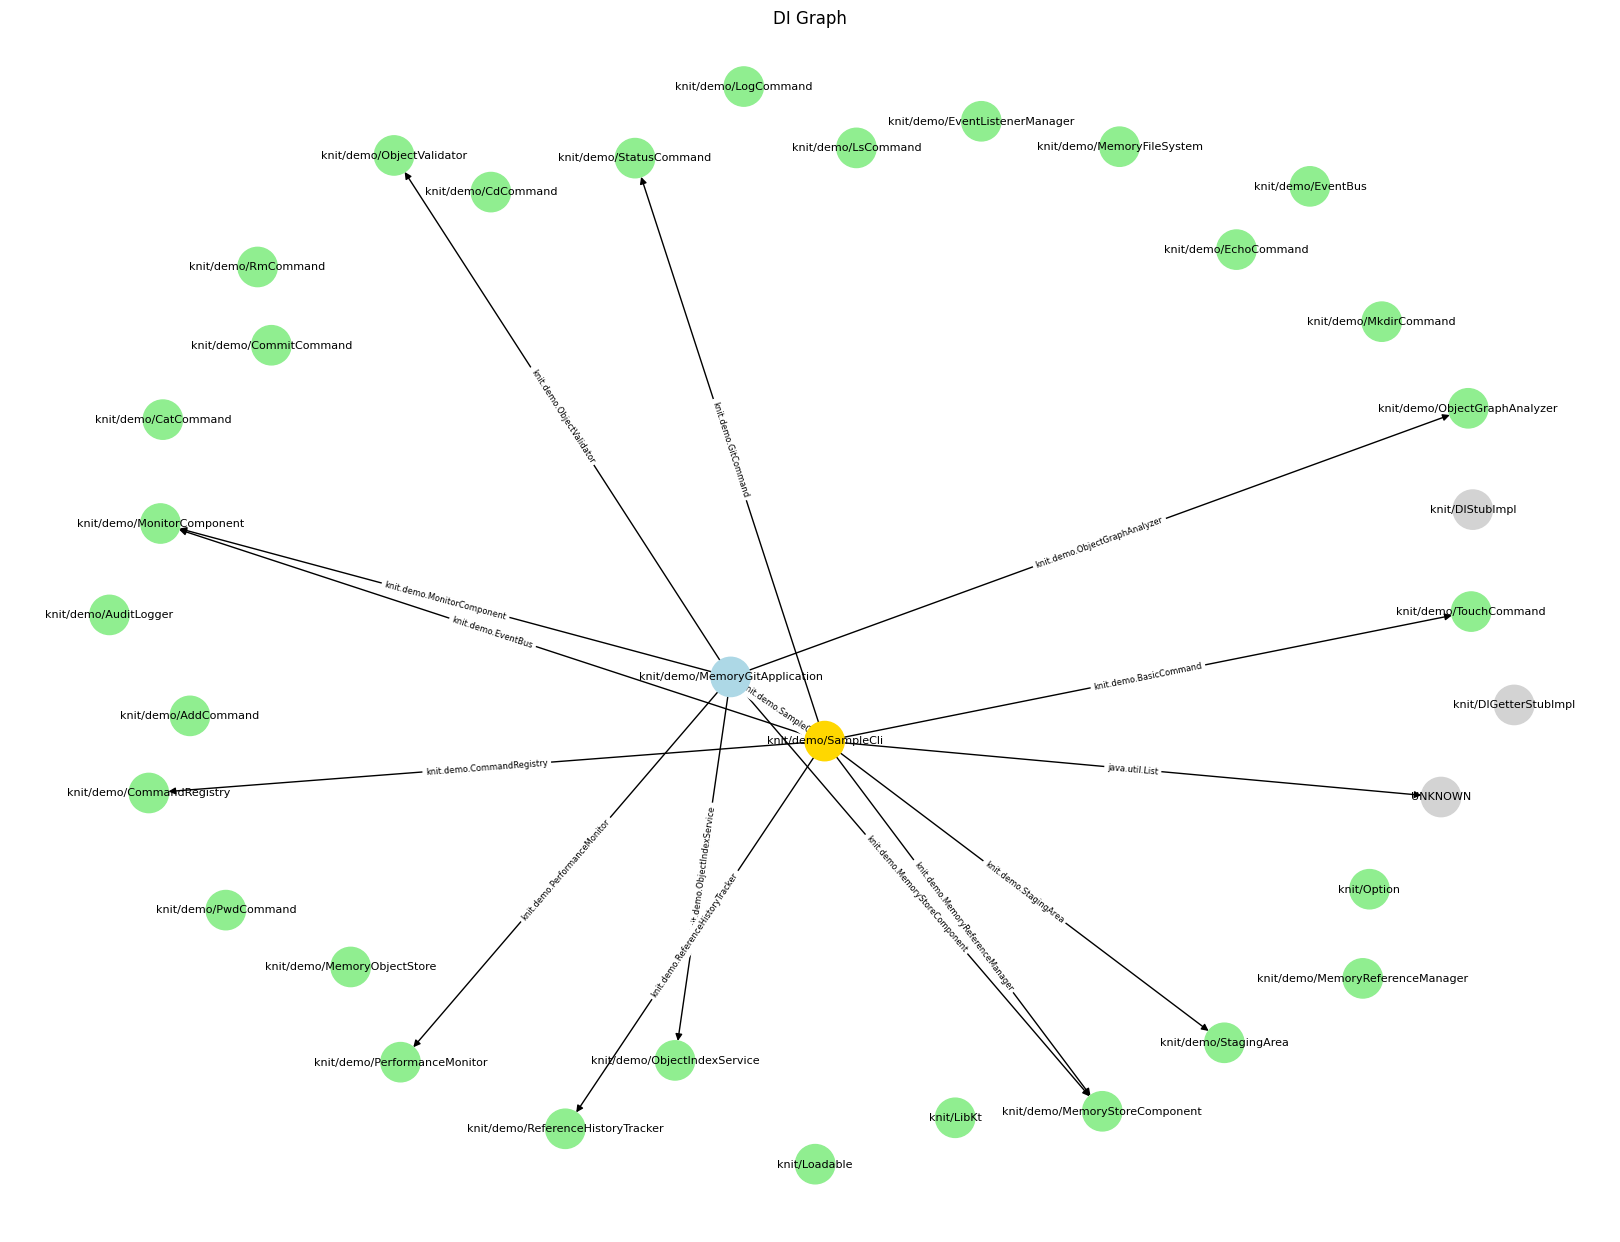 DI Graph
knit/demo/LogCommand
knit/demo/EventListenerManager
knit/demo/LsCommand
knit/demo/MemoryFileSystem
knit/demo/ObjectValidator
knit/demo/StatusCommand
knit/demo/CdCommand
knit/demo/EventBus
knit/demo/EchoCommand
knit/demo/RmCommand
knit/demo/MkdirCommand
knit/demo/CommitCommand
knit.demo.ObjectValidator
knit.demo.GitCommand
knit/demo/ObjectGraphAnalyzer
knit/demo/CatCommand
knit/DIStubImpl
knit/demo/MonitorComponent
knit.demo.ObjectGraphAnalyzer
knit.demo.MonitorComponent
knit.demo.EventBus
knit/demo/AuditLogger
knit/demo/TouchCommand
knit/demo/MemoryGitApplication
knit.demo.BasicCommand
knit/DIGetterStubImpl
knit/demo/AddCommand
knit/demo/SampleCli
knit.demo.CommandRegistry
java.util.List
knit/demo/CommandRegistry
UNKNOWN
knit.demo.PerformanceMonitor
knit.demo.ReferenceHistoryTracker
knit.demo.MemoryStoreComponent
knit.demo.MemoryReferenceManager
knit.demo.StagingArea
knit/Option
knit/demo/PwdCommand
knit/demo/MemoryObjectStore
knit/demo/MemoryReferenceManager
knit/demo/StagingArea
knit/demo/PerformanceMonitor
knit/demo/ObjectIndexService
knit/demo/ReferenceHistoryTracker
knit/LibKt
knit/demo/MemoryStoreComponent
knit/Loadable